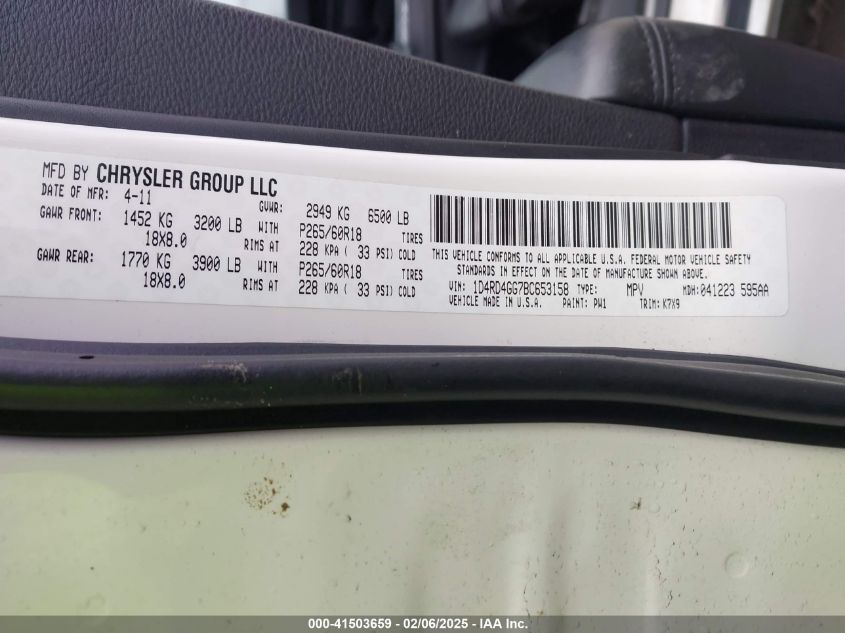 MFD BY CHRYSLER GROUP LLC
DATE OF MFR: 4-11 GVWR: 2949 KG 6500 LB
GAWR FRONT: 1452 KG 3200 LB WITH P265/60R18 TIRES
18X8.0 RIMS AT 228 KPA ( 33 PSI) COLD
GAWR REAR: 1770 KG 3900 LB WITH P265/60R18 TIRES
18X8.0 RIMS AT 228 KPA ( 33 PSI) COLD
THIS VEHICLE CONFORMS TO ALL APPLICABLE U.S.A. FEDERAL MOTOR VEHICLE SAFETY
STANDARDS IN EFFECT ON THE DATE OF MANUFACTURE SHOWN ABOVE.
VIN: 1D4RD4GG7BC653158 TYPE: MPV MDH: 041223 595AA
VEHICLE MADE IN U.S.A. PAINT: PW1 TRIM: K7X9
000-41503659 - 02/06/2025 - IAA Inc.